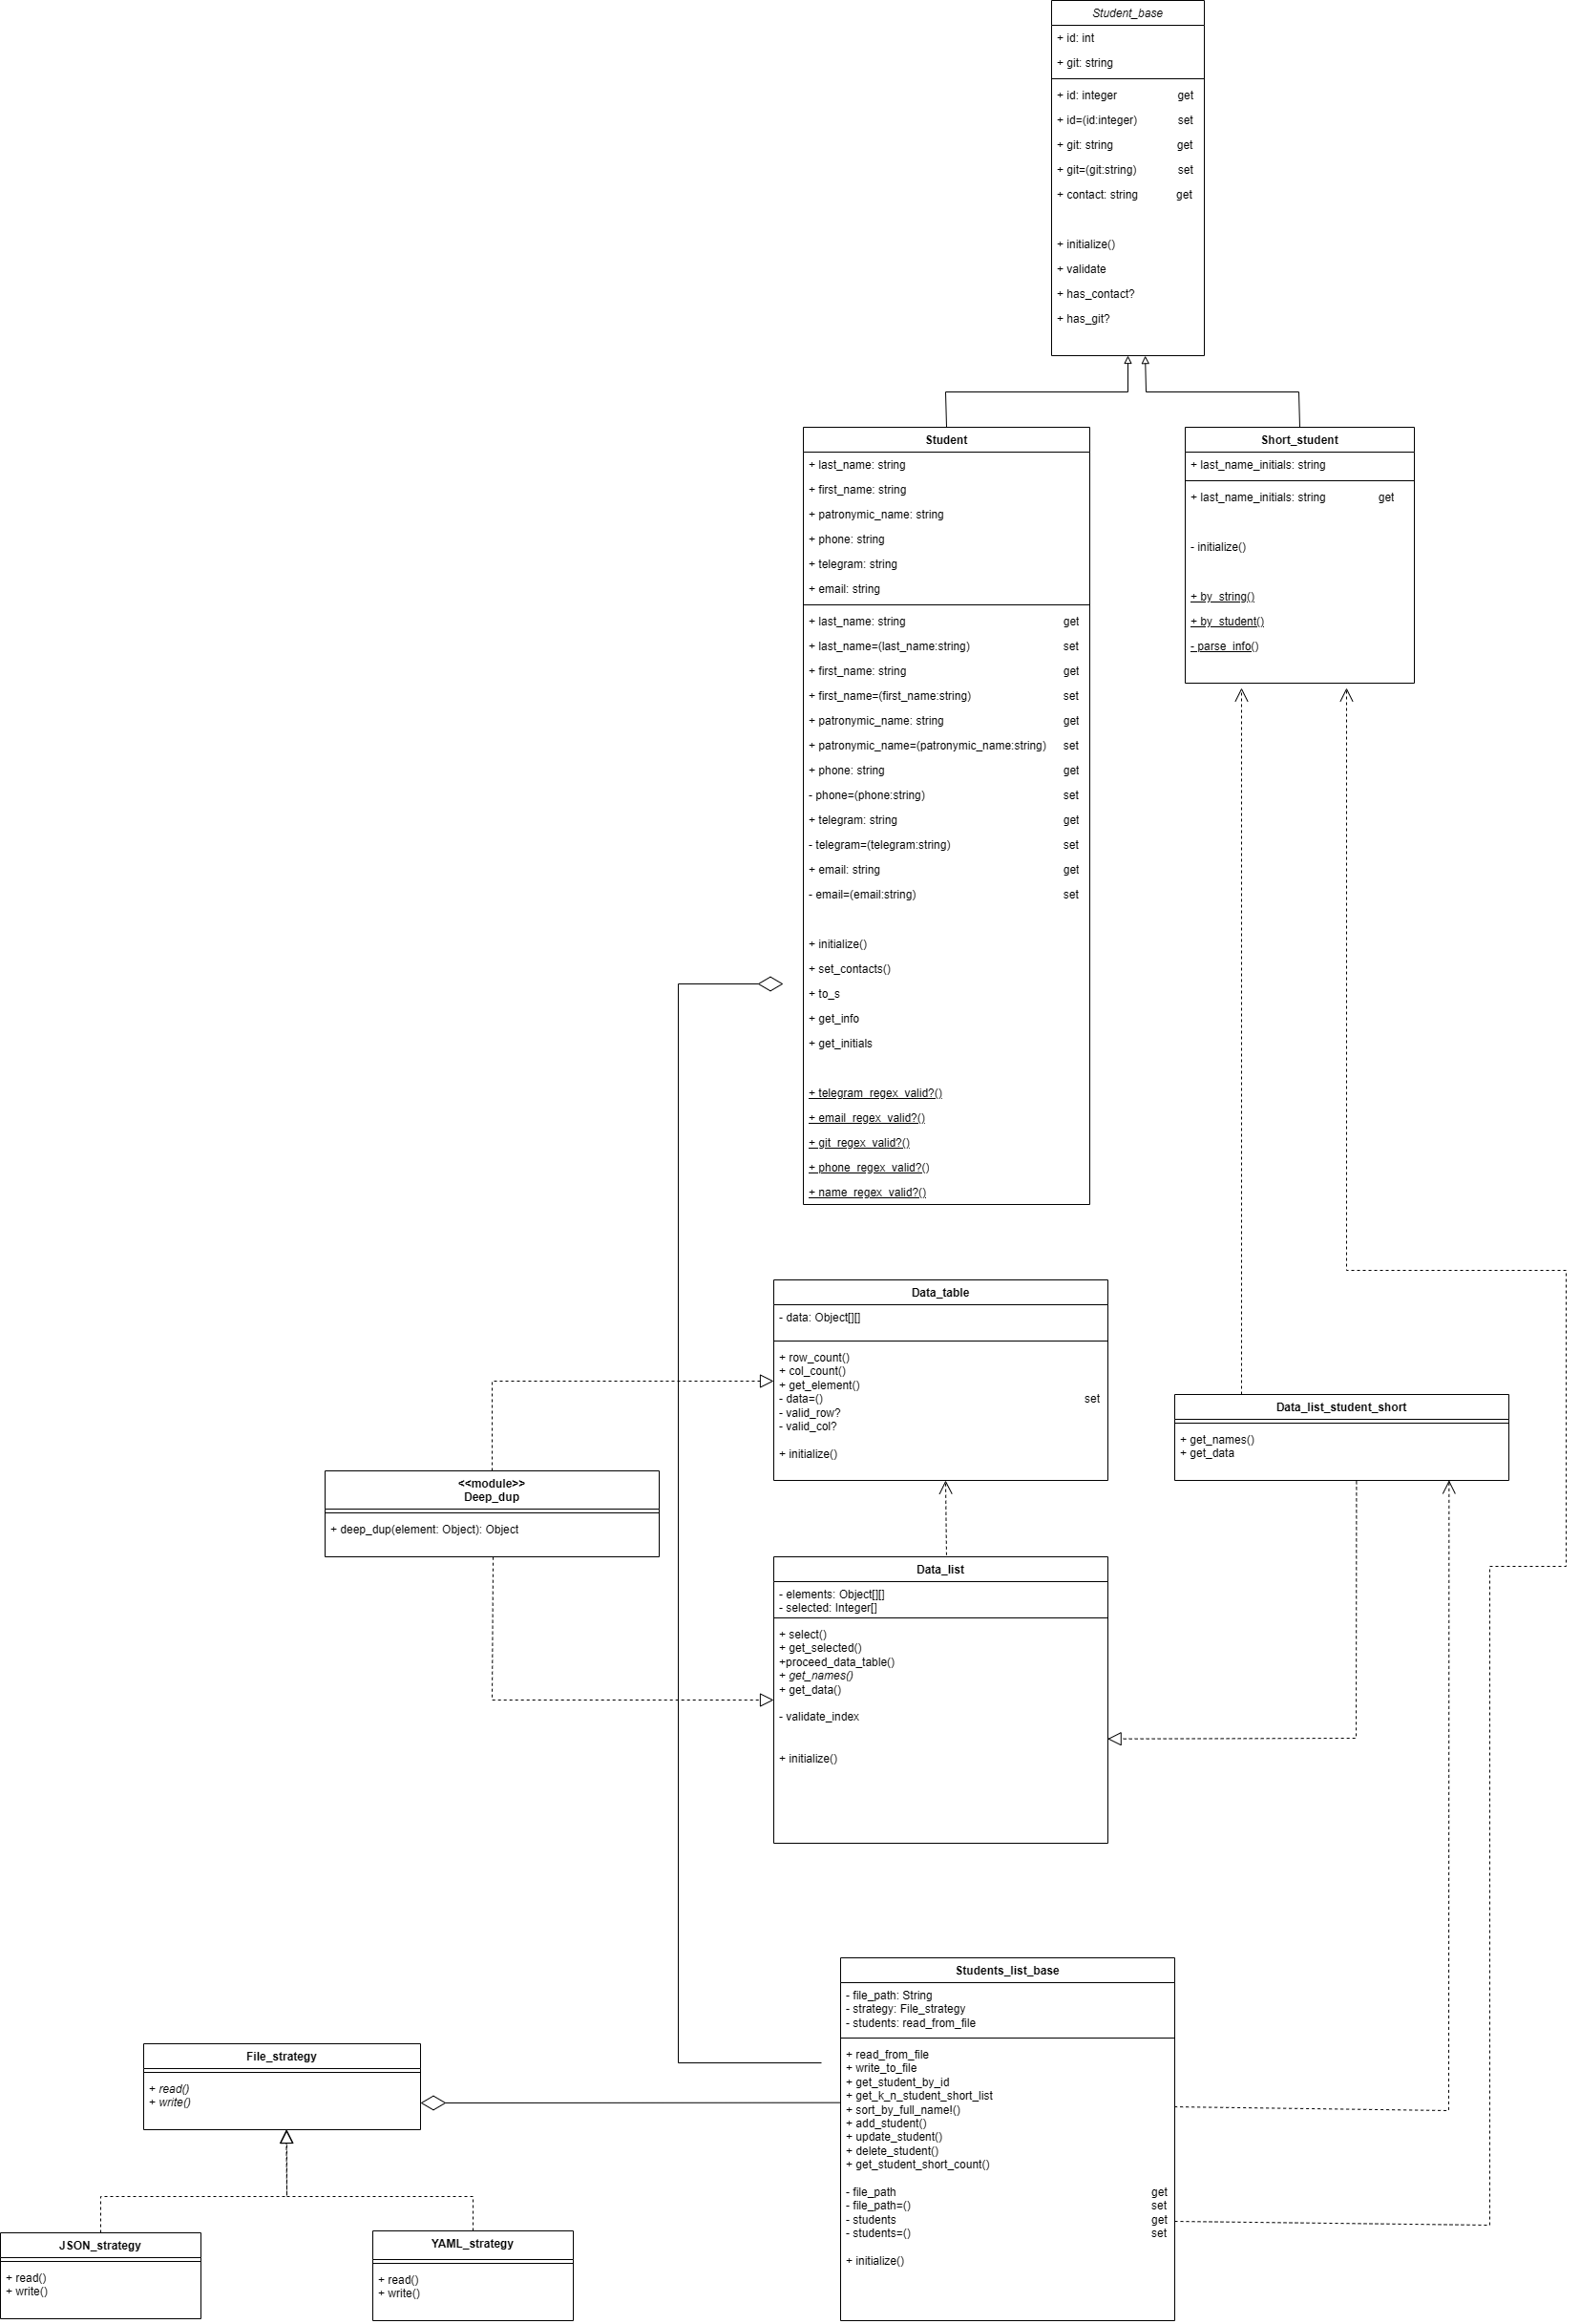 Student_base
+ id: int
+ git: string
+ id: integer get
+ id=(id:integer) set
+ git: string get
+ git=(git:string) set
+ contact: string get
+ initialize()
+ validate
+ has_contact?
+ has_git?
Student
+ last_name: string
+ first_name: string
+ patronymic_name: string
+ phone: string
+ telegram: string
+ email: string
+ last_name: string get
+ last_name=(last_name:string) set
+ first_name: string get
+ first_name=(first_name:string) set
+ patronymic_name: string get
+ patronymic_name=(patronymic_name:string) set
+ phone: string get
- phone=(phone:string) set
+ telegram: string get
- telegram=(telegram:string) set
+ email: string get
- email=(email:string) set
+ initialize()
+ set_contacts()
+ to_s
+ get_info
+ get_initials
+ telegram_regex_valid?()
+ email_regex_valid?()
+ git_regex_valid?()
+ phone_regex_valid?()
+ name_regex_valid?()
Short_student
+ last_name_initials: string
+ last_name_initials: string get
- initialize()
+ by_string()
+ by_student()
- parse_info()
Data_table
- data: Object[][]
+ row_count()
+ col_count()
+ get_element()
- data=() set
- valid_row?
- valid_col?
+ initialize()
Data_list_student_short
+ get_names()
+ get_data
<<module>>
Deep_dup
+ deep_dup(element: Object): Object
Data_list
- elements: Object[][]
- selected: Integer[]
+ select()
+ get_selected()
+proceed_data_table()
+ get_names()
+ get_data()
- validate_index
+ initialize()
Students_list_base
- file_path: String
- strategy: File_strategy
- students: read_from_file
+ read_from_file
+ write_to_file
+ get_student_by_id
+ get_k_n_student_short_list
+ sort_by_full_name!()
+ add_student()
+ update_student()
+ delete_student()
+ get_student_short_count()
- file_path get
- file_path=() set
- students get
- students=() set
+ initialize()
File_strategy
+ read()
+ write()
JSON_strategy
+ read()
+ write()
YAML_strategy
+ read()
+ write()